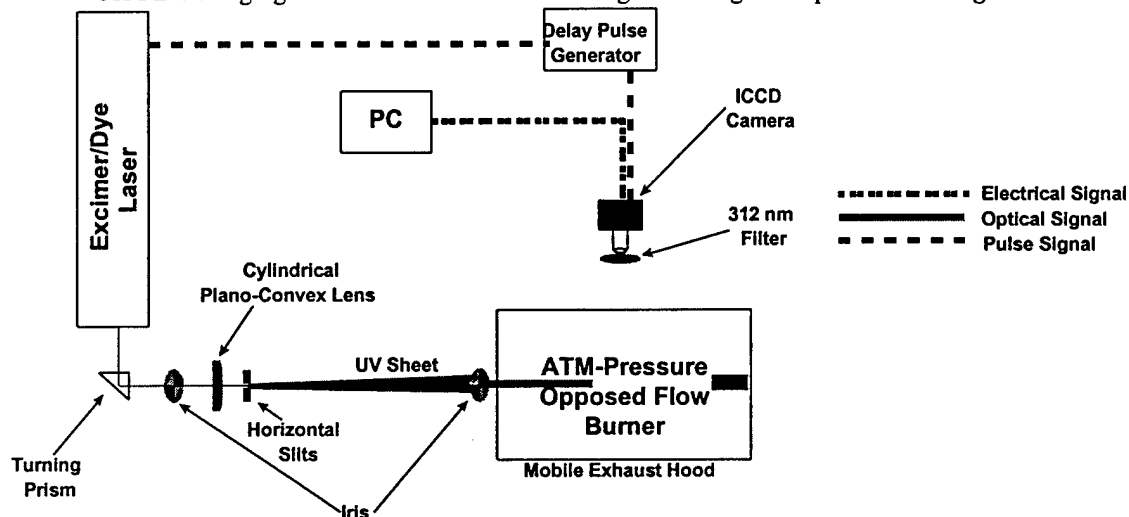 Delay Pulse
Generator
PC
ICCD
Camera
Excimer/Dye
Laser
312 nm
Filter
Electrical Signal
Optical Signal
Pulse Signal
Cylindrical
Plano-Convex Lens
UV Sheet
ATM-Pressure
Opposed Flow
Burner
Horizontal
Slits
Mobile Exhaust Hood
Turning
Prism
Iris